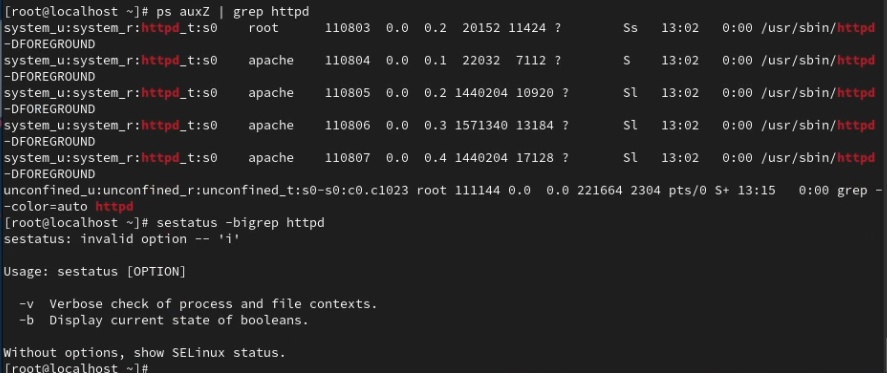 [root@localhost ~]# ps auxZ | grep httpd
system_u:system_r:httpd_t:s0    root      110803  0.0  0.2  20152 11424 ?        Ss   13:02   0:00 /usr/sbin/httpd
-DFOREGROUND
system_u:system_r:httpd_t:s0    apache    110804  0.0  0.1  22032  7112 ?        S    13:02   0:00 /usr/sbin/httpd
-DFOREGROUND
system_u:system_r:httpd_t:s0    apache    110805  0.0  0.2 1440204 10920 ?       Sl   13:02   0:00 /usr/sbin/httpd
-DFOREGROUND
system_u:system_r:httpd_t:s0    apache    110806  0.0  0.3 1571340 13184 ?       Sl   13:02   0:00 /usr/sbin/httpd
-DFOREGROUND
system_u:system_r:httpd_t:s0    apache    110807  0.0  0.4 1440204 17128 ?       Sl   13:02   0:00 /usr/sbin/httpd
-DFOREGROUND
unconfined_u:unconfined_r:unconfined_t:s0-s0:c0.c1023 root 111144 0.0  0.0 221664 2304 pts/0 S+ 13:15   0:00 grep -
-color=auto httpd
[root@localhost ~]# sestatus -bigrep httpd
sestatus: invalid option -- 'i'

Usage: sestatus [OPTION]

  -v  Verbose check of process and file contexts.
  -b  Display current state of booleans.

Without options, show SELinux status.
[root@localhost ~]#